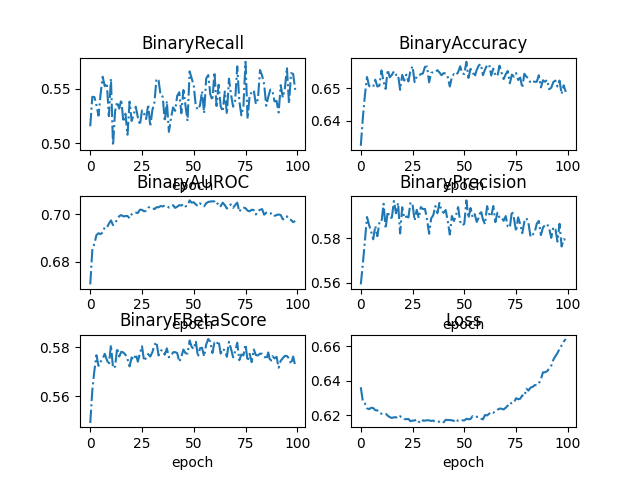 BinaryRecall
0.55
0.50
0 25 50 75 100
epoch
BinaryAccuracy
0.65
0.64
0 25 50 75 100
epoch
BinaryAUROC
0.70
0.68
0 25 50 75 100
epoch
BinaryPrecision
0.58
0.56
0 25 50 75 100
epoch
BinaryFBetaScore
0.58
0.56
0 25 50 75 100
epoch
Loss
0.66
0.64
0.62
0 25 50 75 100
epoch